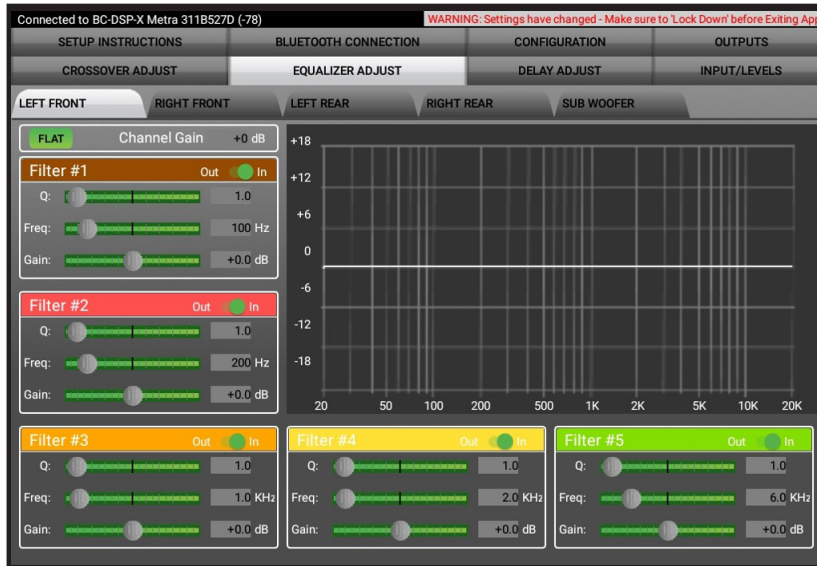 Connected to BC-DSP-X Metra 311B527D (-78)
WARNING: Settings have changed - Make sure to 'Lock Down' before Exiting App
SETUP INSTRUCTIONS
BLUETOOTH CONNECTION
CONFIGURATION
OUTPUTS
CROSSOVER ADJUST
EQUALIZER ADJUST
DELAY ADJUST
INPUT/LEVELS
LEFT FRONT
RIGHT FRONT
LEFT REAR
RIGHT REAR
SUB WOOFER
FLAT Channel Gain +0 dB
Filter #1 Out In
Q: 1.0
Freq: 100 Hz
Gain: +0.0 dB
Filter #2 Out In
Q: 1.0
Freq: 200 Hz
Gain: +0.0 dB
+18
+12
+6
0
-6
-12
-18
20 50 100 200 500 1K 2K 5K 10K 20K
Filter #3 Out In
Q: 1.0
Freq: 1.0 KHz
Gain: +0.0 dB
Filter #4 Out In
Q: 1.0
Freq: 2.0 KHz
Gain: +0.0 dB
Filter #5 Out In
Q: 1.0
Freq: 6.0 KHz
Gain: +0.0 dB